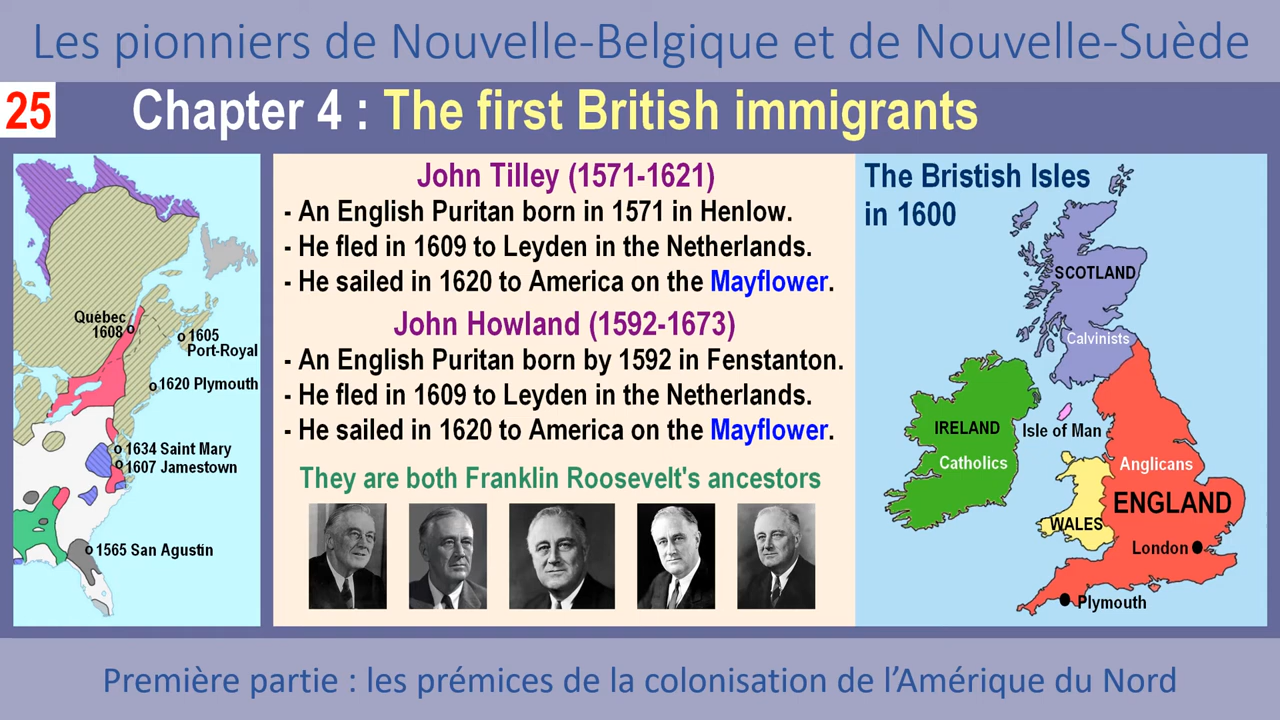 Les pionniers de Nouvelle-Belgique et de Nouvelle-Suède
25
Chapter 4 : The first British immigrants
Québec
1608
1605
Port-Royal
1620 Plymouth
1634 Saint Mary
1607 Jamestown
1565 San Agustin
John Tilley (1571-1621)
- An English Puritan born in 1571 in Henlow.
- He fled in 1609 to Leyden in the Netherlands.
- He sailed in 1620 to America on the Mayflower.
John Howland (1592-1673)
- An English Puritan born by 1592 in Fenstanton.
- He fled in 1609 to Leyden in the Netherlands.
- He sailed in 1620 to America on the Mayflower.
They are both Franklin Roosevelt's ancestors
The Bristish Isles
in 1600
SCOTLAND
Calvinists
IRELAND
Catholics
Isle of Man
Anglicans
ENGLAND
WALES
London
Plymouth
Première partie : les prémices de la colonisation de l’Amérique du Nord